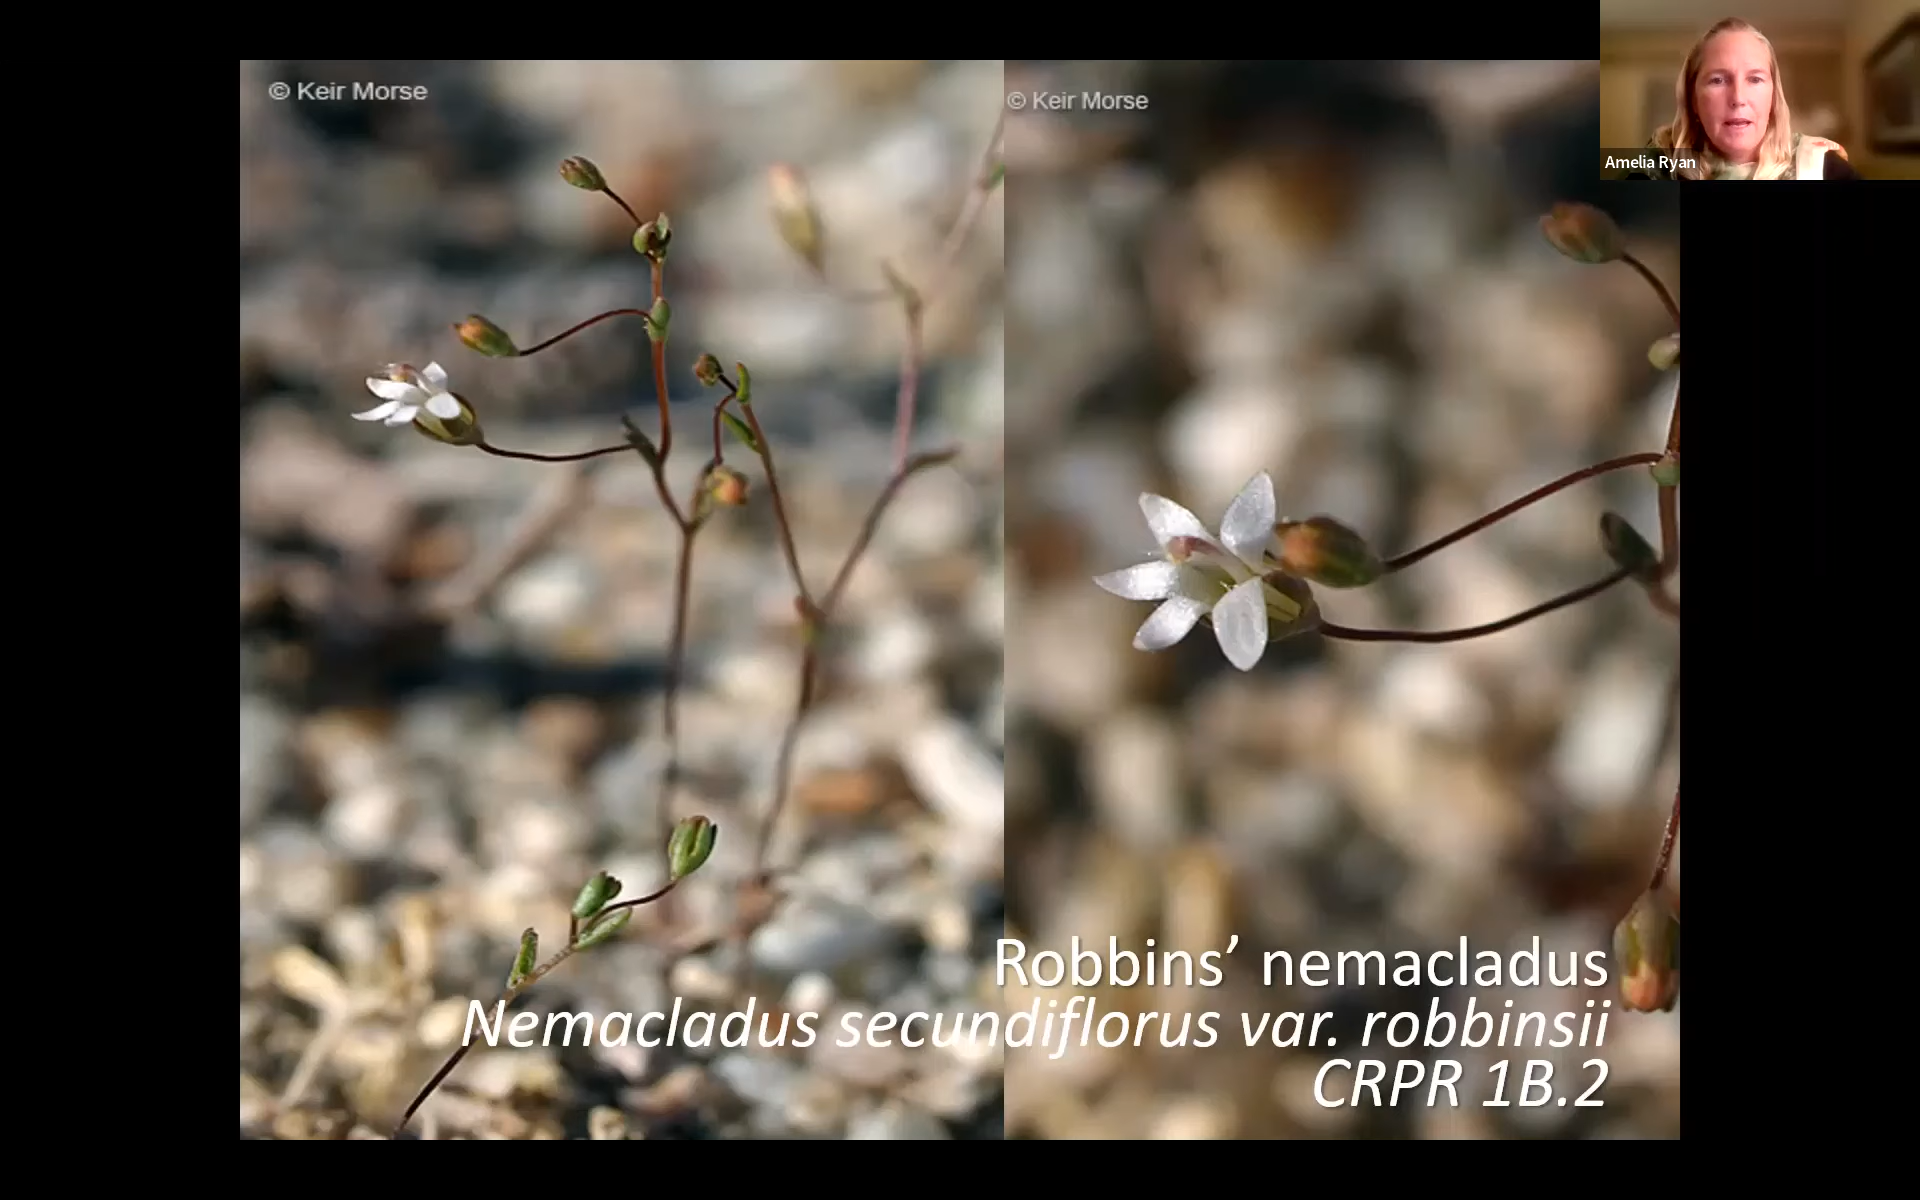 © Keir Morse
© Keir Morse
Amelia Ryan
Robbins’ nemacladus
Nemacladus secundiflorus var. robbinsii
CRPR 1B.2